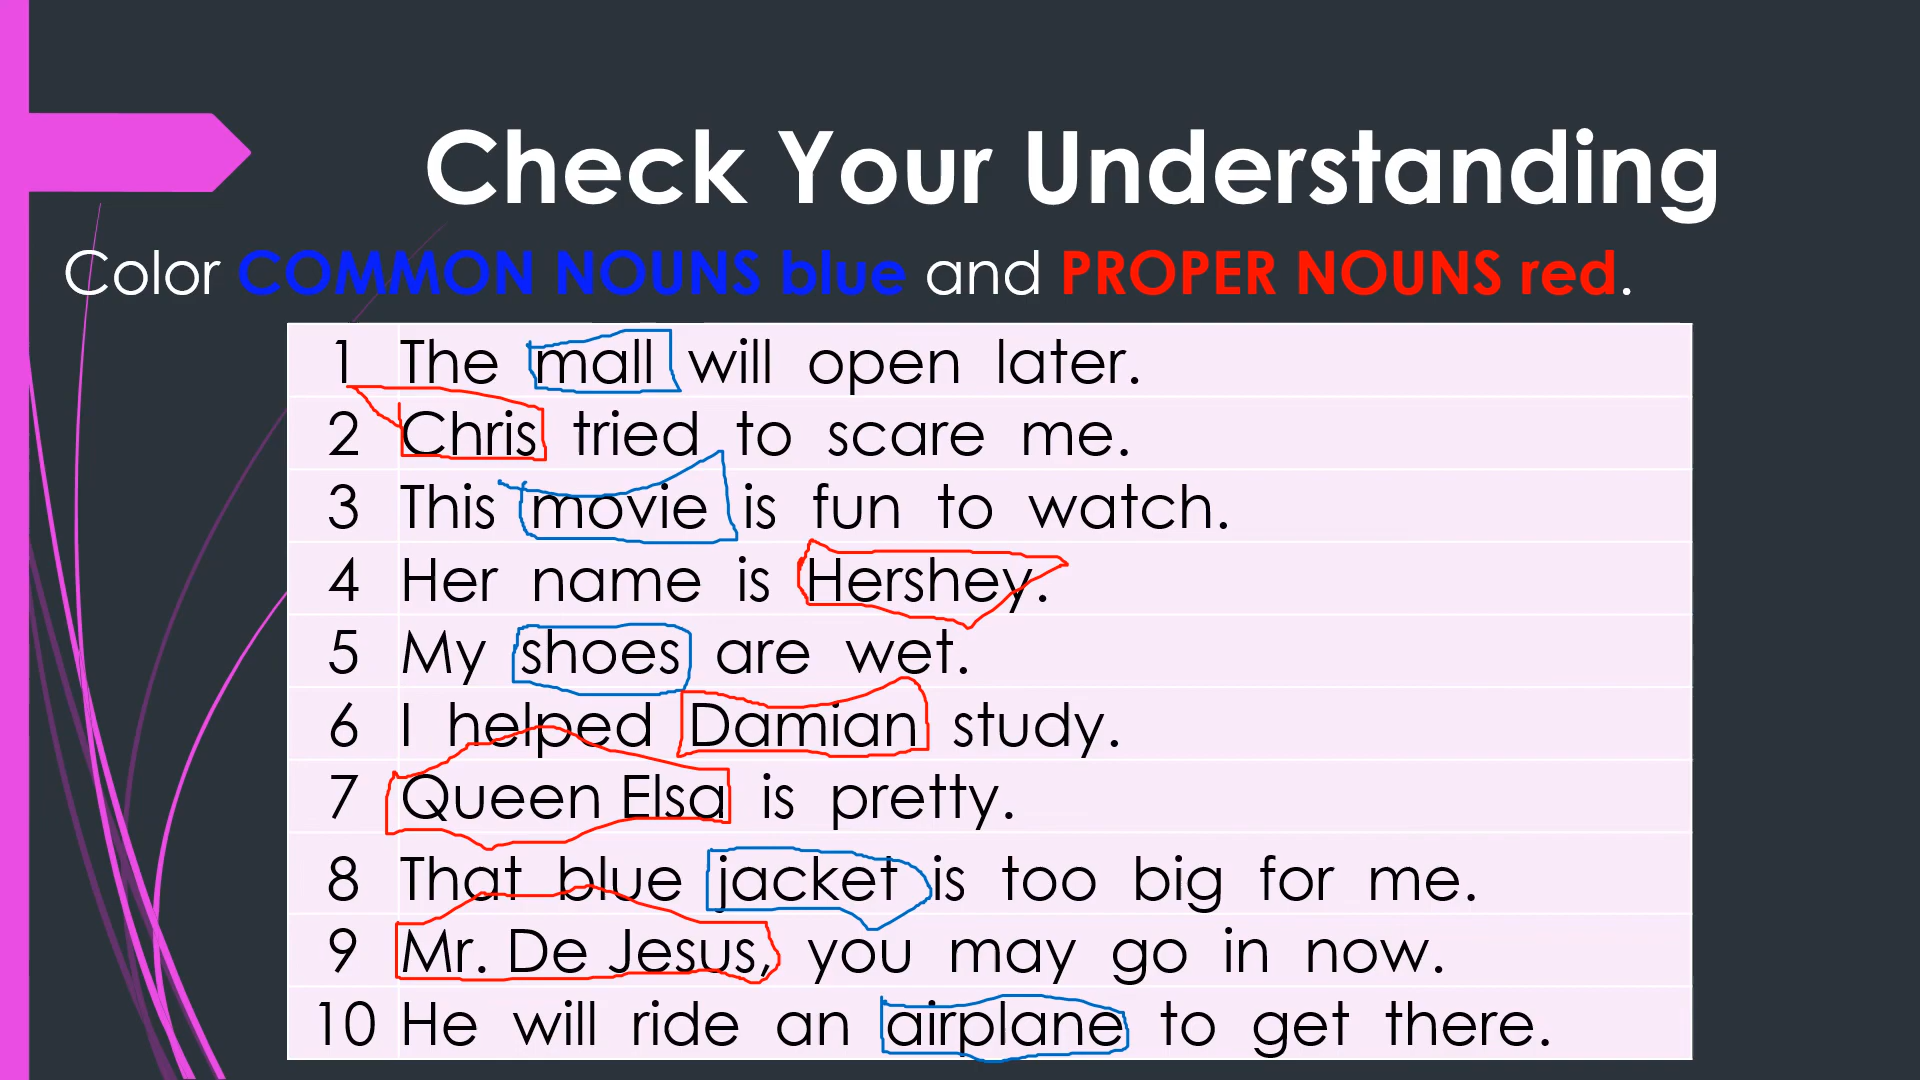 Check Your Understanding
Color COMMON NOUNS blue and PROPER NOUNS red.
1 The mall will open later.
2 Chris tried to scare me.
3 This movie is fun to watch.
4 Her name is Hershey.
5 My shoes are wet.
6 I helped Damian study.
7 Queen Elsa is pretty.
8 That blue jacket is too big for me.
9 Mr. De Jesus, you may go in now.
10 He will ride an airplane to get there.